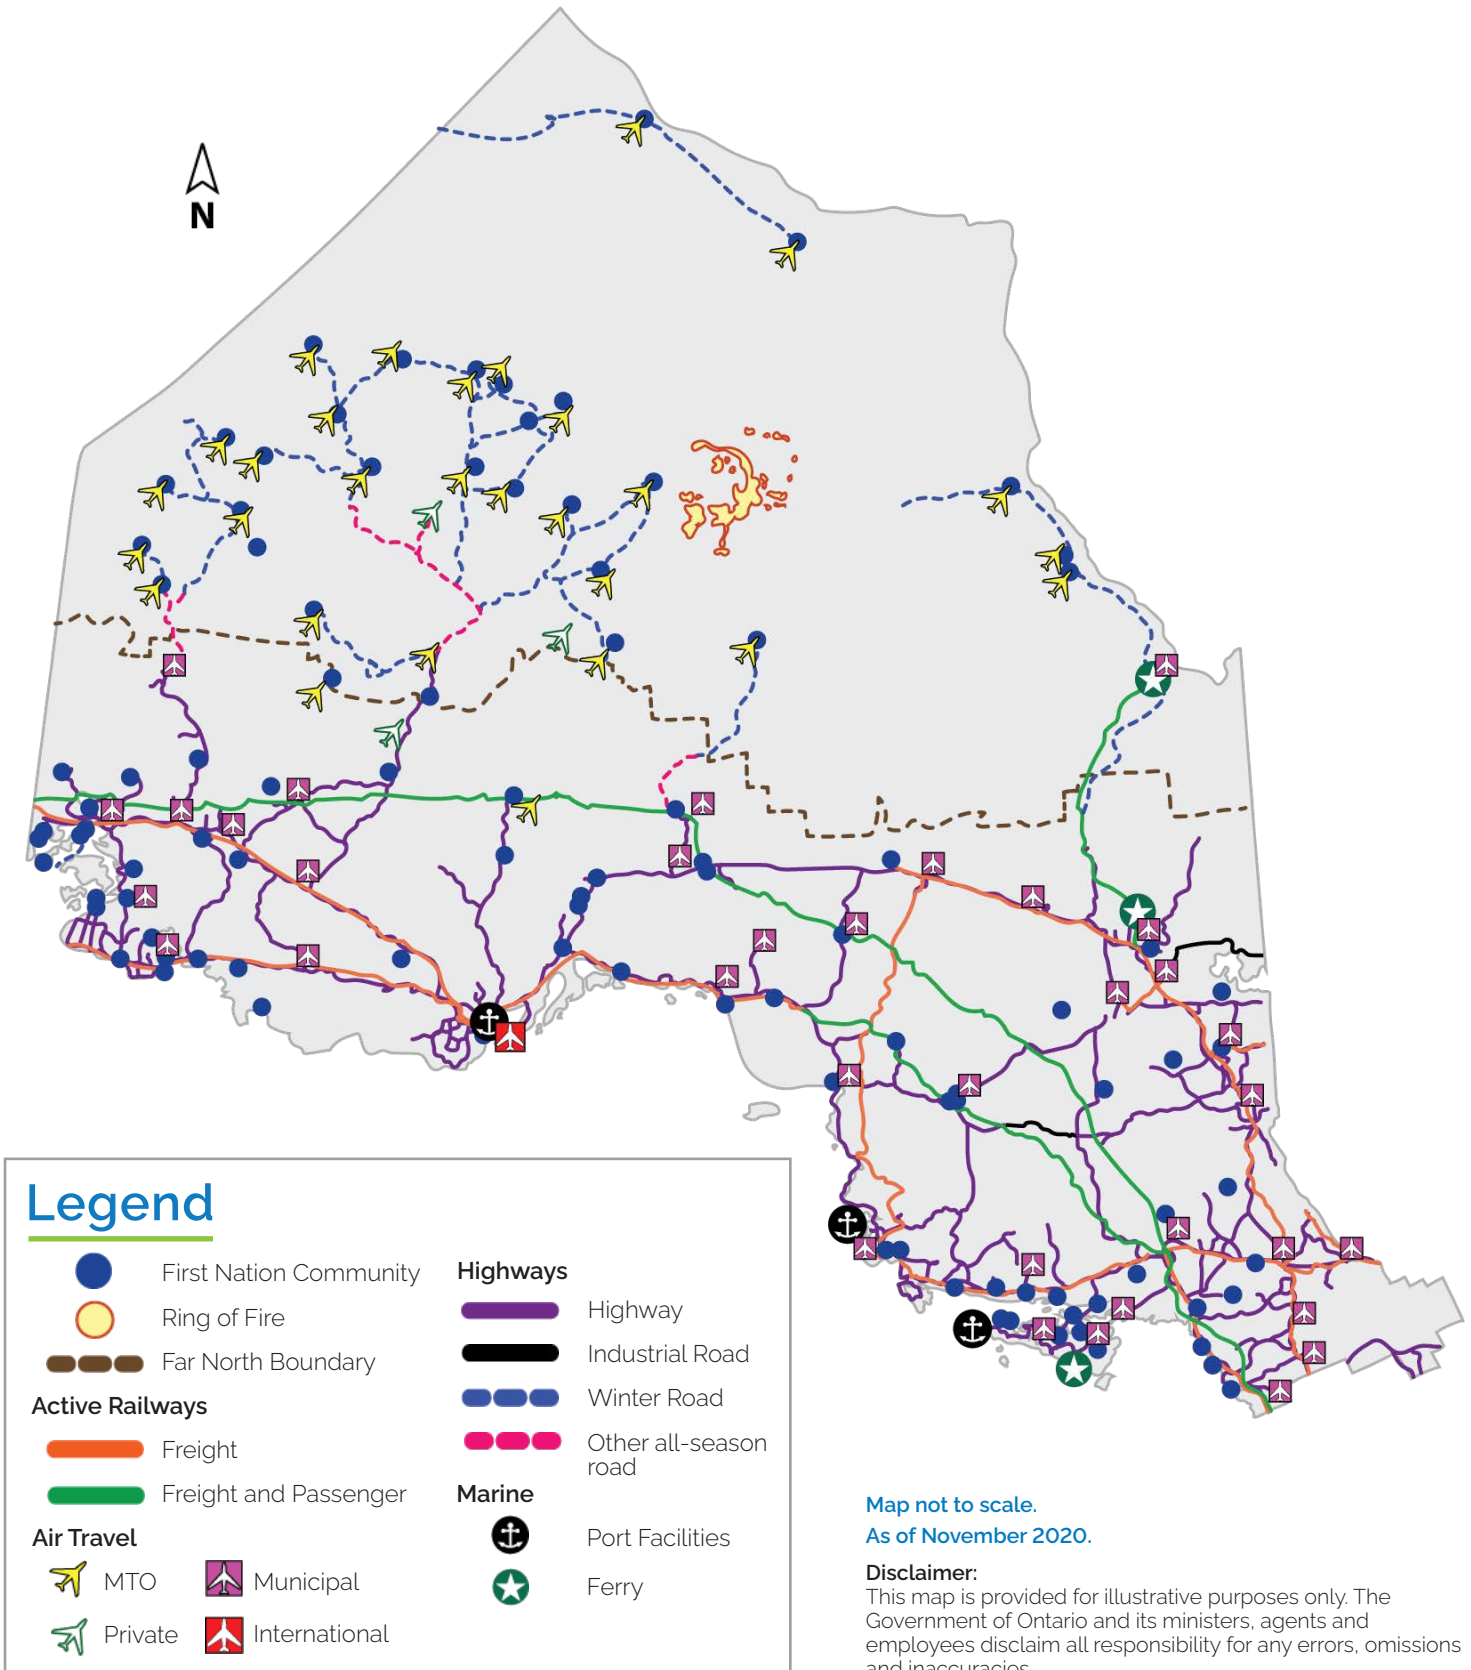 N
Legend
First Nation Community
Ring of Fire
Far North Boundary
Active Railways
Freight
Freight and Passenger
Air Travel
MTO
Municipal
Private
International
Highways
Highway
Industrial Road
Winter Road
Other all-season
road
Marine
Port Facilities
Ferry
Map not to scale.
As of November 2020.
Disclaimer:
This map is provided for illustrative purposes only. The
Government of Ontario and its ministers, agents and
employees disclaim all responsibility for any errors, omissions
and inaccuracies